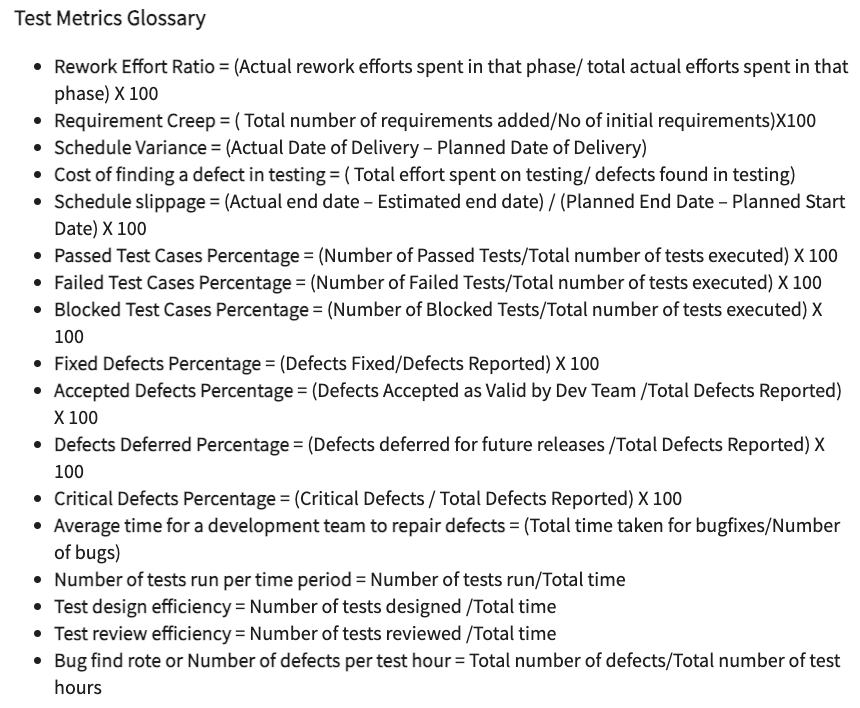 Test Metrics Glossary
• Rework Effort Ratio = (Actual rework efforts spent in that phase/ total actual efforts spent in that
phase) X 100
• Requirement Creep = ( Total number of requirements added/No of initial requirements)X100
• Schedule Variance = (Actual Date of Delivery – Planned Date of Delivery)
• Cost of finding a defect in testing = ( Total effort spent on testing/ defects found in testing)
• Schedule slippage = (Actual end date – Estimated end date) / (Planned End Date – Planned Start
Date) X 100
• Passed Test Cases Percentage = (Number of Passed Tests/Total number of tests executed) X 100
• Failed Test Cases Percentage = (Number of Failed Tests/Total number of tests executed) X 100
• Blocked Test Cases Percentage = (Number of Blocked Tests/Total number of tests executed) X
100
• Fixed Defects Percentage = (Defects Fixed/Defects Reported) X 100
• Accepted Defects Percentage = (Defects Accepted as Valid by Dev Team /Total Defects Reported)
X 100
• Defects Deferred Percentage = (Defects deferred for future releases /Total Defects Reported) X
100
• Critical Defects Percentage = (Critical Defects / Total Defects Reported) X 100
• Average time for a development team to repair defects = (Total time taken for bugfixes/Number
of bugs)
• Number of tests run per time period = Number of tests run/Total time
• Test design efficiency = Number of tests designed /Total time
• Test review efficiency = Number of tests reviewed /Total time
• Bug find rote or Number of defects per test hour = Total number of defects/Total number of test
hours